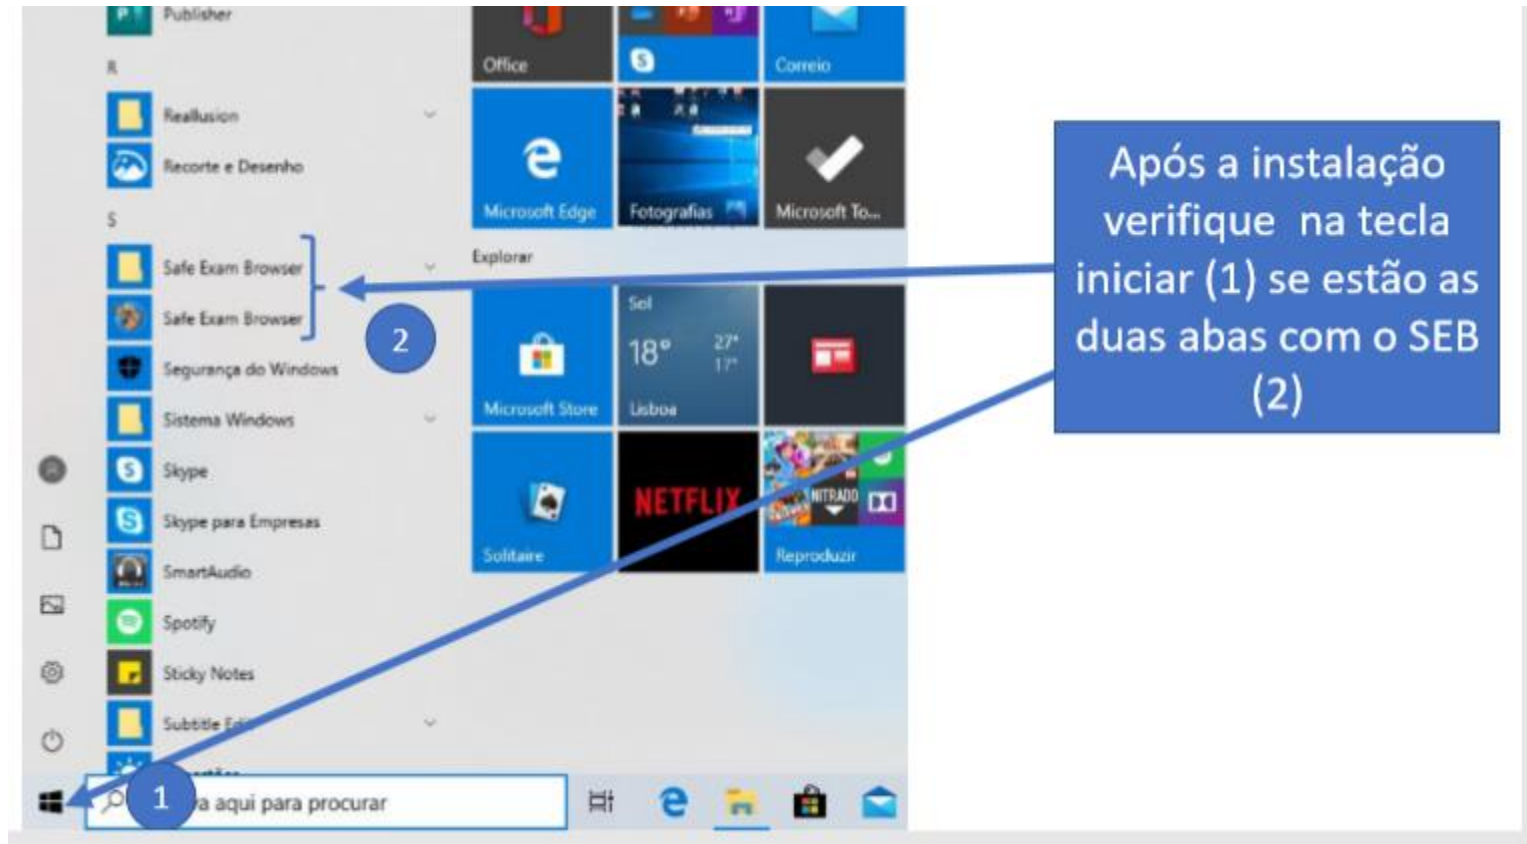 Publisher
R
Reallusion
Recorte e Desenho
S
Safe Exam Browser
Safe Exam Browser
Segurança do Windows
Sistema Windows
Skype
Skype para Empresas
SmartAudio
Spotify
Sticky Notes
Subtitle
aqui para procurar
Office
Correio
Microsoft Edge
Fotografias
Microsoft To...
Explorar
Microsoft Store
Sol
18°
27°
17°
Lisboa
Solitaire
NETFLIX
NITRADO
Reproduzir
1
2
Após a instalação
verifique na tecla
iniciar (1) se estão as
duas abas com o SEB
(2)